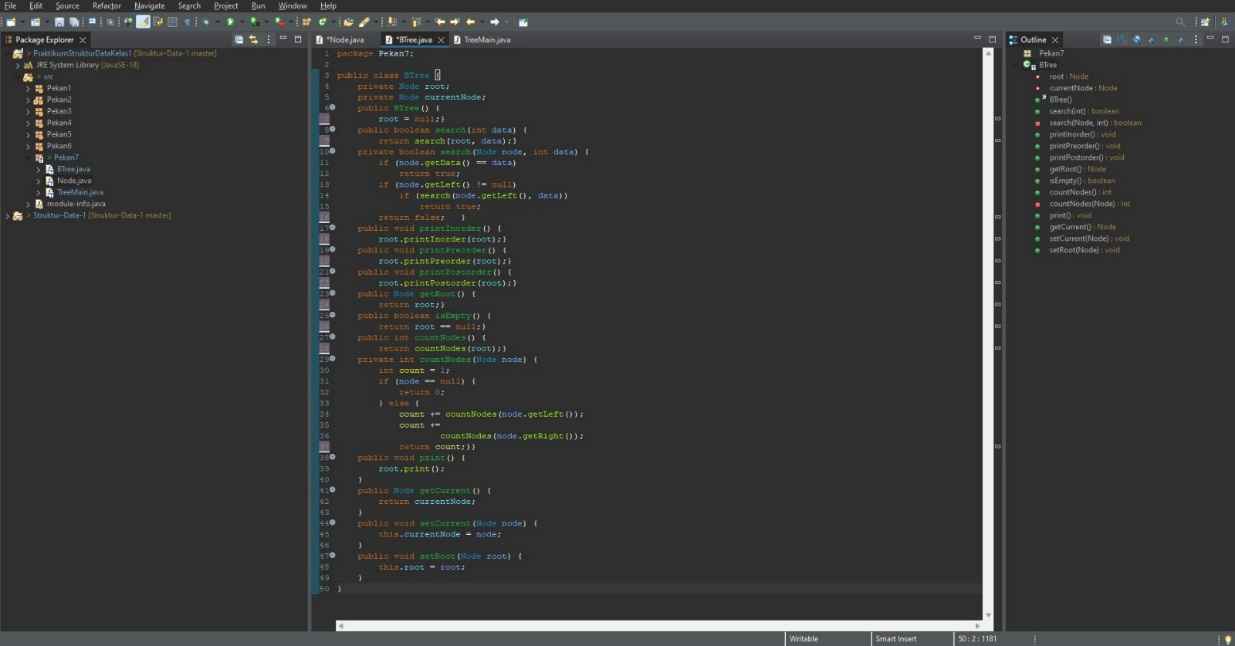 File Edit Source Refactor Navigate Search Project Run Window Help
Package Explorer
> PraktikumStrukturDataKelas1 [Struktur-Data-1 master]
JRE System Library [JavaSE-18]
> src
Pekan1
Pekan2
Pekan3
Pekan4
Pekan5
Pekan6
> Pekan7
BTree.java
Node.java
TreeMain.java
module-info.java
> Struktur-Data-1 [Struktur-Data-1 master]
*Node.java *BTree.java TreeMain.java
1 package Pekan7;
2
3 public class BTree {
4 private Node root;
5 private Node currentNode;
6 public BTree() {
root = null;}
8 public boolean search(int data) {
return search(root, data);}
10 private boolean search(Node node, int data) {
11 if (node.getData() == data)
12 return true;
13 if (node.getLeft() != null)
14 if (search(node.getLeft(), data))
15 return true;
return false; }
17 public void printInorder() {
root.printInorder(root);}
19 public void printPreorder() {
root.printPreorder(root);}
21 public void printPostorder() {
root.printPostorder(root);}
23 public Node getRoot() {
return root;}
25 public boolean isEmpty() {
return root == null;}
27 public int countNodes() {
return countNodes(root);}
29 private int countNodes(Node node) {
30 int count = 1;
31 if (node == null) {
32 return 0;
33 } else {
34 count += countNodes(node.getLeft());
35 count +=
36 countNodes(node.getRight());
return count;}}
38 public void print() {
39 root.print();
40 }
41 public Node getCurrent() {
42 return currentNode;
43 }
44 public void setCurrent(Node node) {
45 this.currentNode = node;
46 }
47 public void setRoot(Node root) {
48 this.root = root;
49 }
50 }
Outline
Pekan7
BTree
root : Node
currentNode : Node
BTree()
search(int) : boolean
search(Node, int) : boolean
printInorder() : void
printPreorder() : void
printPostorder() : void
getRoot() : Node
isEmpty() : boolean
countNodes() : int
countNodes(Node) : int
print() : void
getCurrent() : Node
setCurrent(Node) : void
setRoot(Node) : void
Writable Smart Insert 50 : 2 : 1181